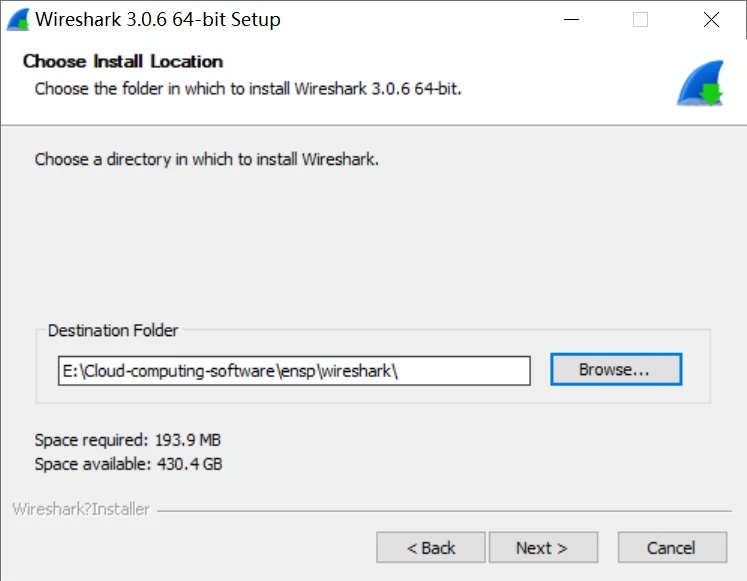 Wireshark 3.0.6 64-bit Setup
Choose Install Location
Choose the folder in which to install Wireshark 3.0.6 64-bit.
Choose a directory in which to install Wireshark.
Destination Folder
E:\Cloud-computing-software\ensp\wireshark\
Browse...
Space required: 193.9 MB
Space available: 430.4 GB
Wireshark?Installer
< Back
Next >
Cancel